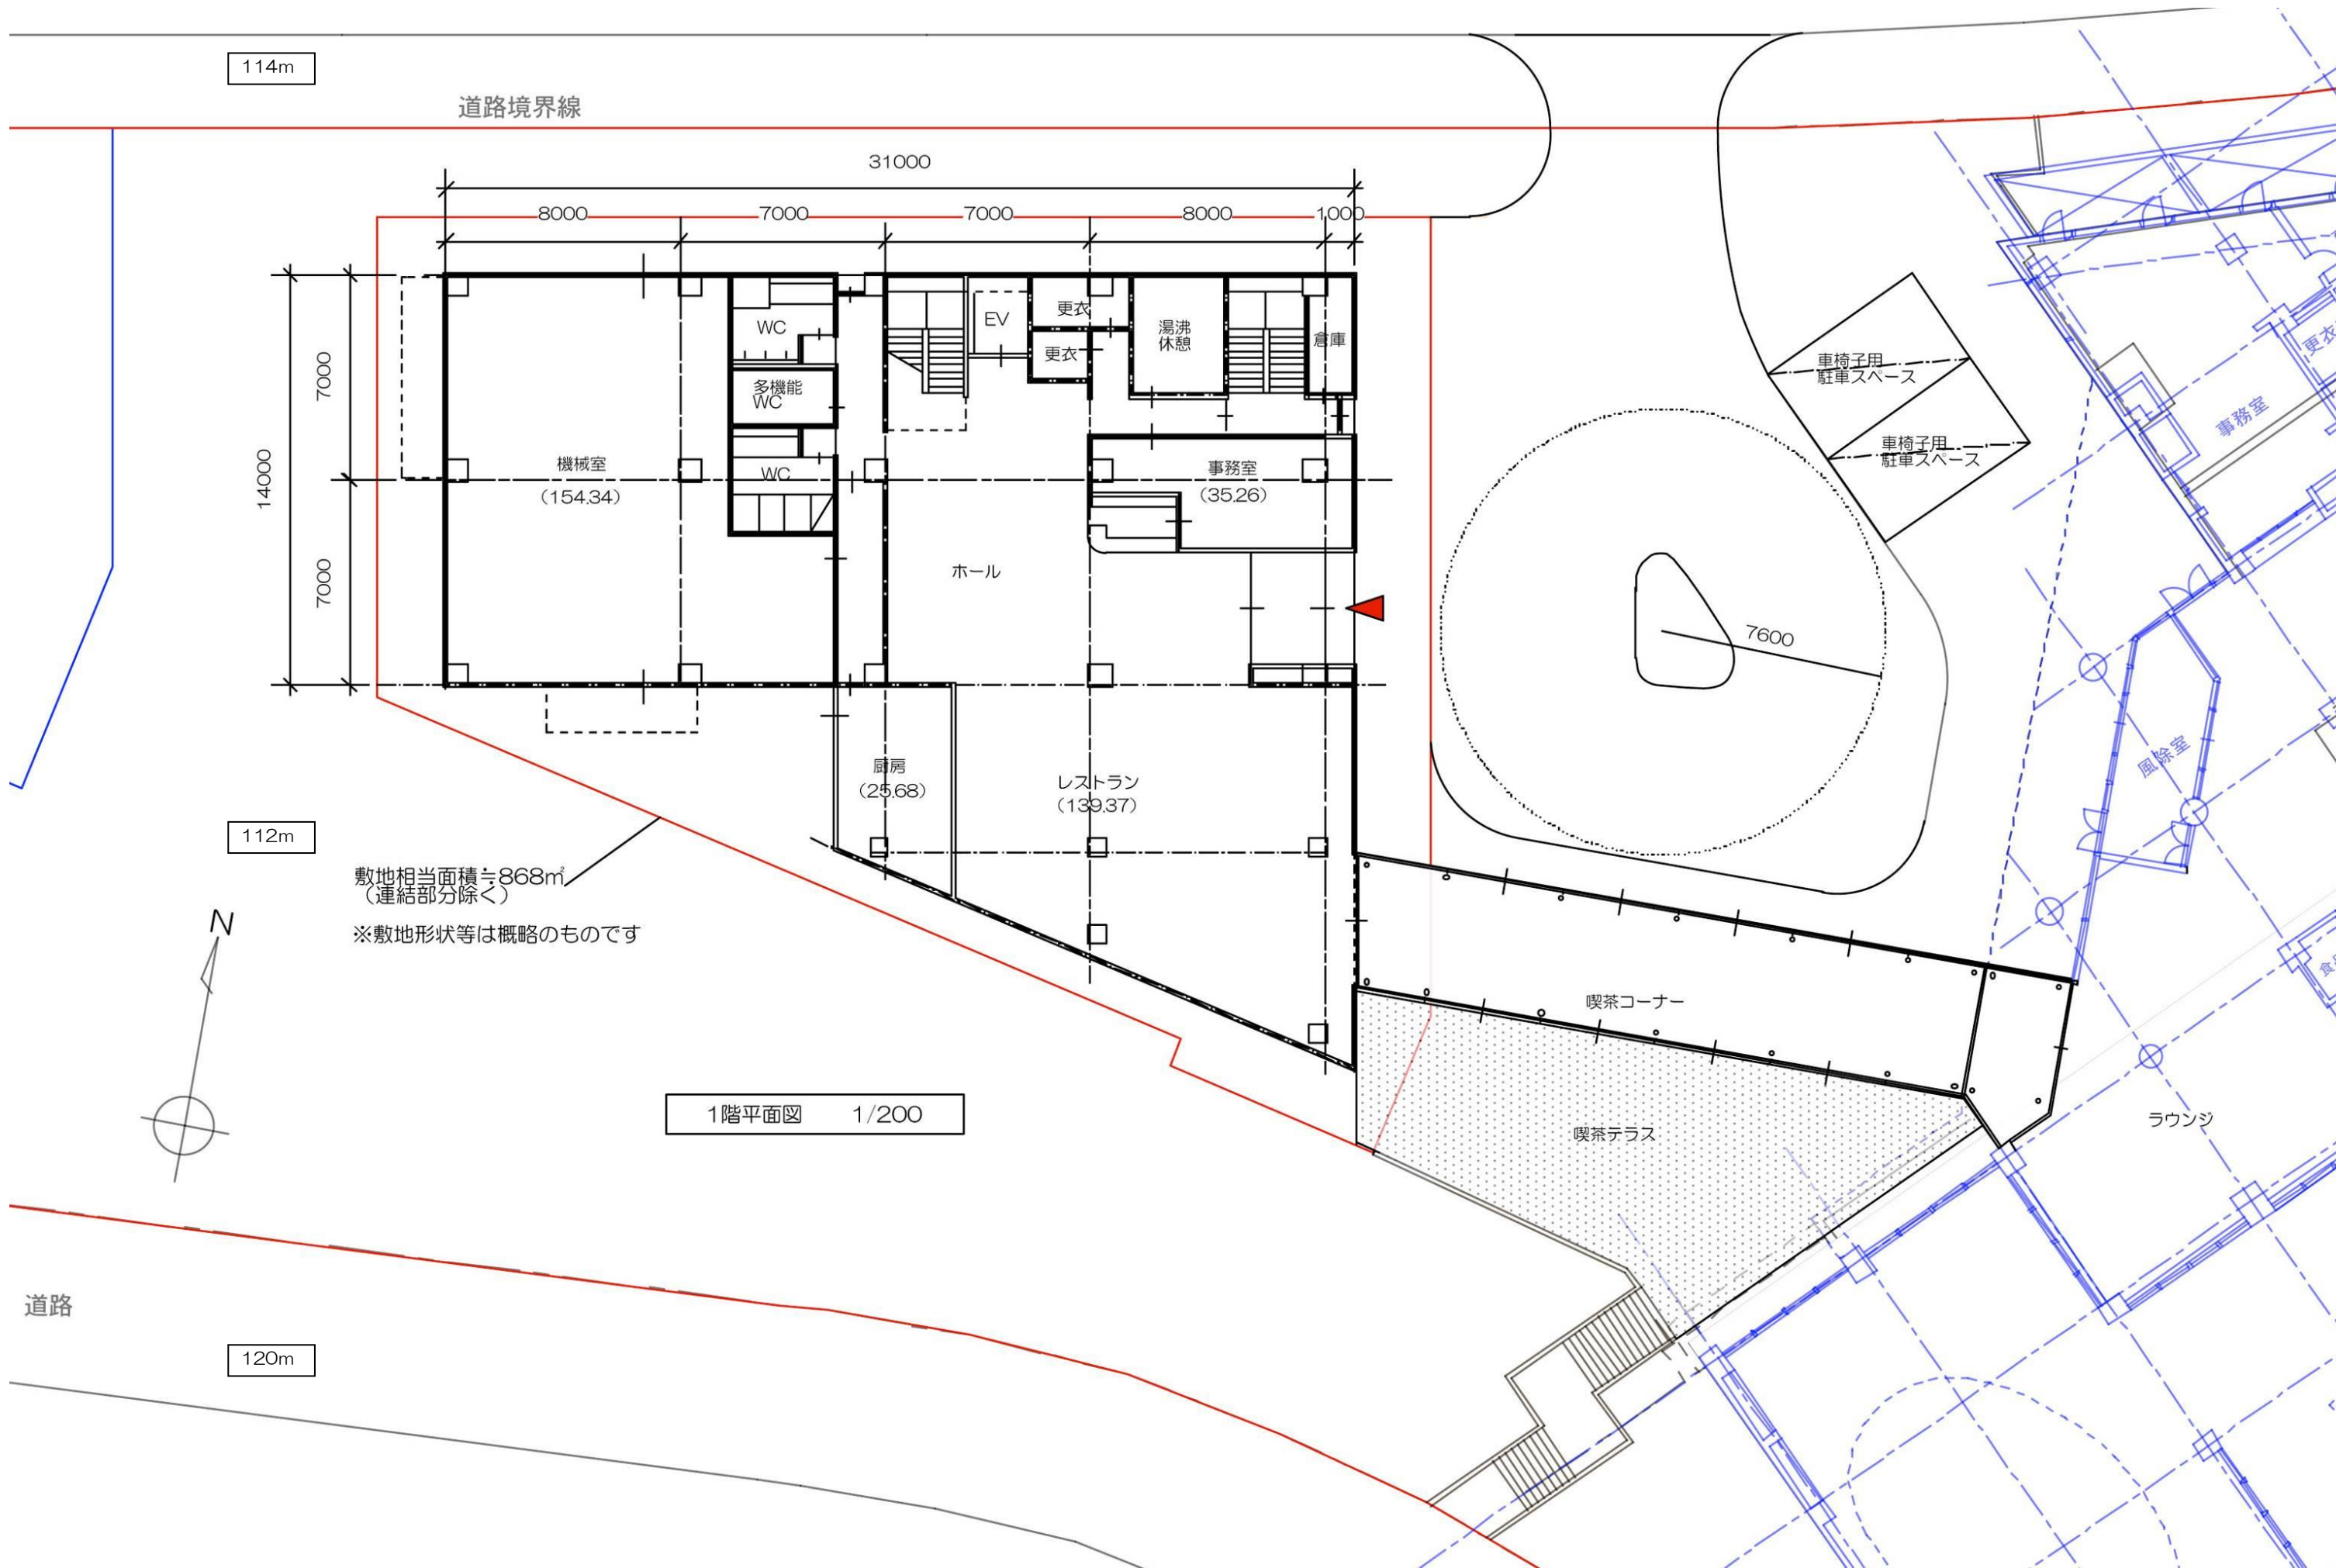 114m
道路境界線
31000
8000
7000
7000
8000
1000
14000
7000
7000
WC
多機能
WC
WC
EV
更衣
更衣
湯沸
休憩
倉庫
機械室
（154.34）
事務室
（35.26）
ホール
厨房
（25.68）
レストラン
（139.37）
車椅子用
駐車スペース
車椅子用
駐車スペース
7600
更衣
事務室
風除室
喫茶コーナー
喫茶テラス
ラウンジ
112m
敷地相当面積≒868㎡
（連結部分除く）
※敷地形状等は概略のものです
N
1階平面図　1/200
道路
120m